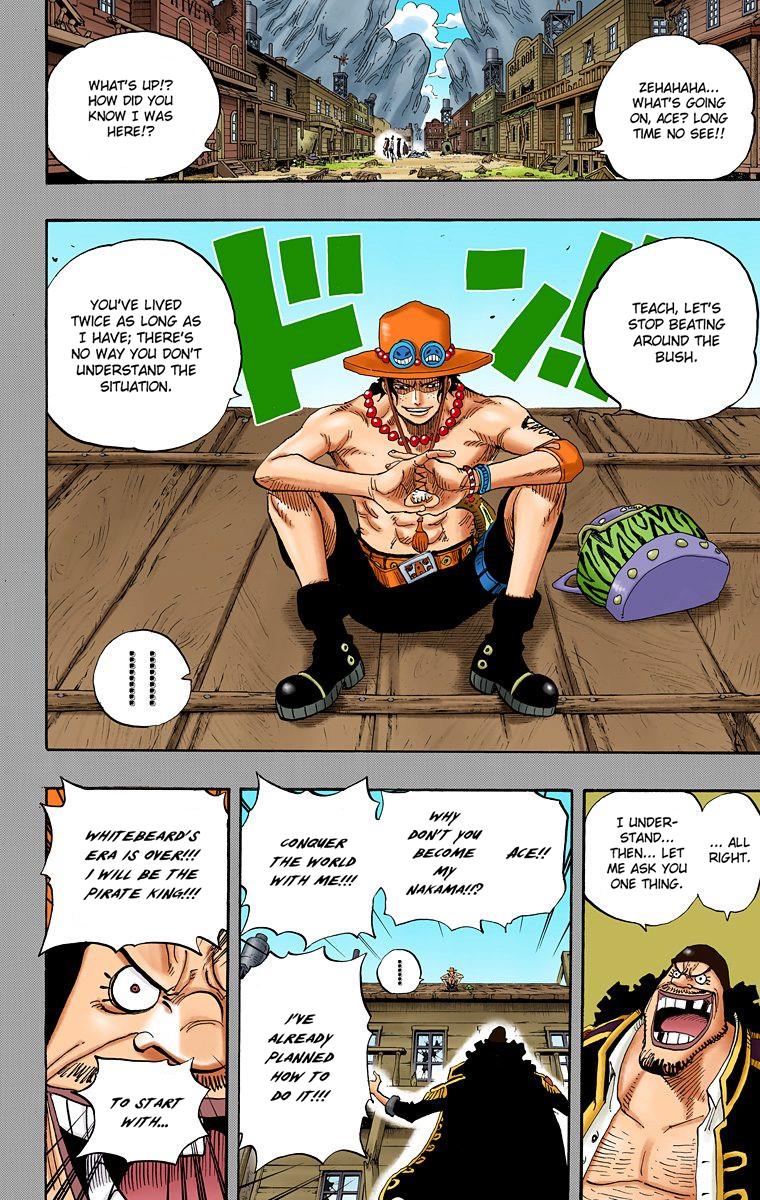 SALOON
ZEHAHAHA...
WHAT'S GOING
ON, ACE? LONG
TIME NO SEE!!
WHAT'S UP!?
HOW DID YOU
KNOW I WAS
HERE!?
ドン!!
TEACH, LET'S
STOP BEATING
AROUND THE
BUSH.
YOU'VE LIVED
TWICE AS LONG AS
I HAVE; THERE'S
NO WAY YOU DON'T
UNDERSTAND THE
SITUATION.
A
... ALL
RIGHT.
I UNDER-
STAND...
THEN... LET
ME ASK YOU
ONE THING.
ACE!!
WHY
DON'T YOU
BECOME
MY
NAKAMA!!?
CONQUER
THE WORLD
WITH ME!!!
I'VE
ALREADY
PLANNED
HOW TO
DO IT!!!
WHITEBEARD'S
ERA IS OVER!!!
I WILL BE THE
PIRATE KING!!!
TO START
WITH...